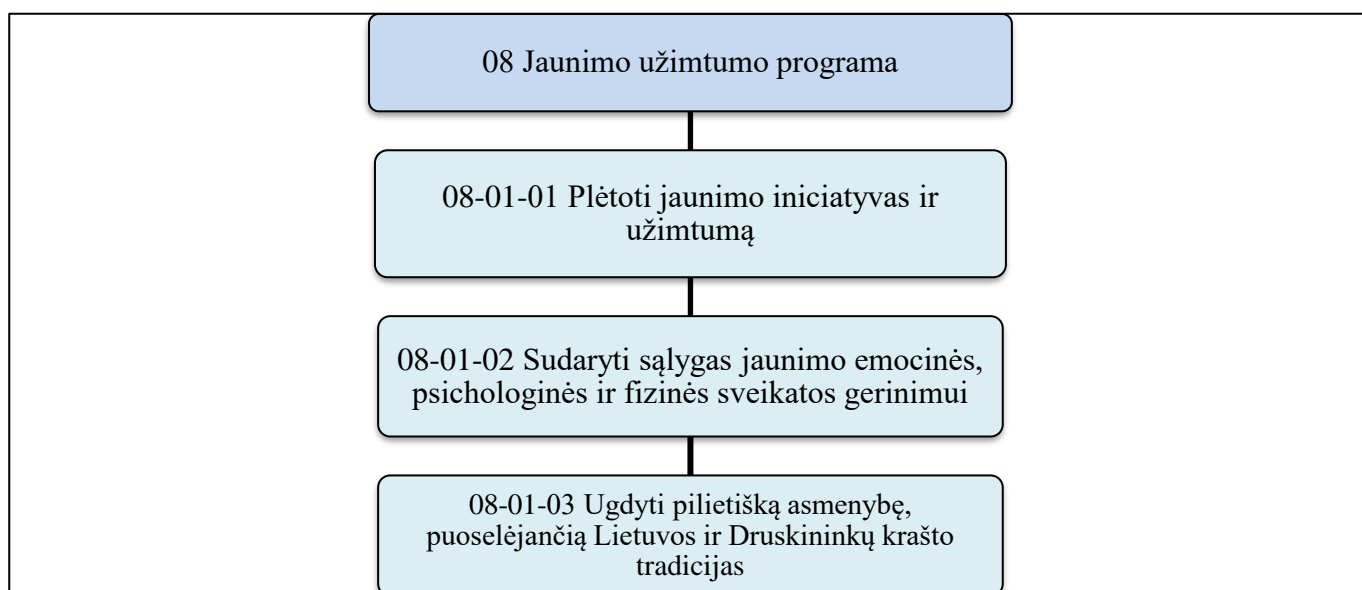 08 Jaunimo užimtumo programa
08-01-01 Plėtoti jaunimo iniciatyvas ir
užimtumą
08-01-02 Sudaryti sąlygas jaunimo emocinės,
psichologinės ir fizinės sveikatos gerinimui
08-01-03 Ugdyti pilietišką asmenybę,
puoselėjančią Lietuvos ir Druskininkų krašto
tradicijas